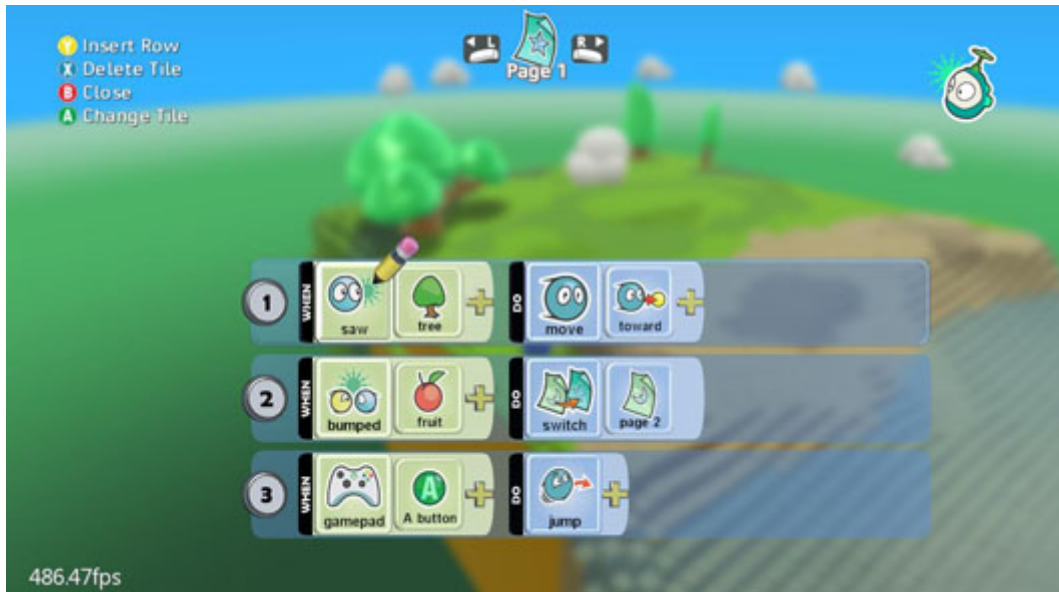 Y Insert Row
X Delete Tile
B Close
A Change Tile
L
R
Page 1
1
WHEN
saw
tree
DO
move
toward
2
WHEN
bumped
fruit
DO
switch
page 2
3
WHEN
gamepad
A
A button
DO
jump
486.47fps